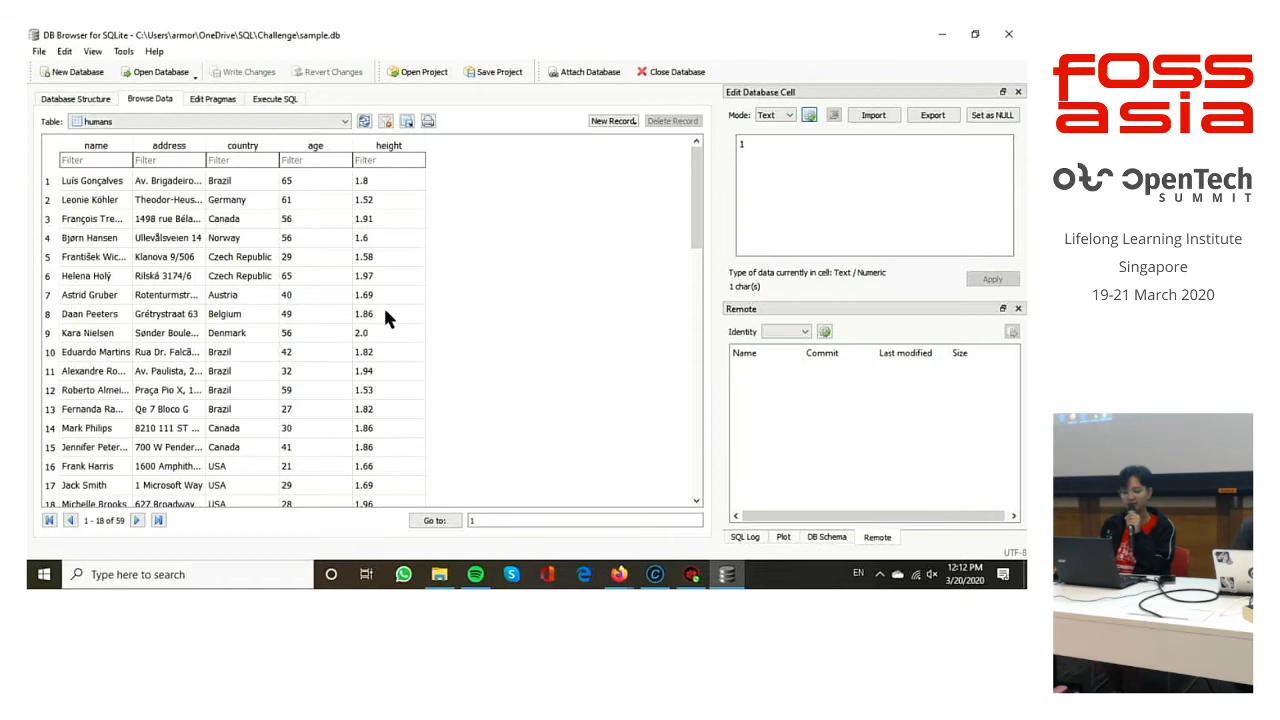 DB Browser for SQLite - C:\Users\armor\OneDrive\SQL\Challenge\sample.db
File Edit View Tools Help
New Database Open Database Write Changes Revert Changes Open Project Save Project Attach Database Close Database
Database Structure Browse Data Edit Pragmas Execute SQL
Table: humans New Record Delete Record
name address country age height
Filter Filter Filter Filter Filter
1 Luís Gonçalves Av. Brigadeiro... Brazil 65 1.8
2 Leonie Köhler Theodor-Heus... Germany 61 1.52
3 François Tre... 1498 rue Béla... Canada 56 1.91
4 Bjørn Hansen Ullevålsveien 14 Norway 56 1.6
5 František Wic... Klanova 9/506 Czech Republic 29 1.58
6 Helena Holý Rilská 3174/6 Czech Republic 65 1.97
7 Astrid Gruber Rotenturmstr... Austria 40 1.69
8 Daan Peeters Grétrystraat 63 Belgium 49 1.86
9 Kara Nielsen Sønder Boule... Denmark 56 2.0
10 Eduardo Martins Rua Dr. Falcã... Brazil 42 1.82
11 Alexandre Ro... Av. Paulista, 2... Brazil 32 1.94
12 Roberto Almei... Praça Pio X, 1... Brazil 59 1.53
13 Fernanda Ra... Qe 7 Bloco G Brazil 27 1.82
14 Mark Philips 8210 111 ST ... Canada 30 1.86
15 Jennifer Peter... 700 W Pender... Canada 41 1.86
16 Frank Harris 1600 Amphith... USA 21 1.66
17 Jack Smith 1 Microsoft Way USA 29 1.69
18 Michelle Brooks 627 Broadway USA 28 1.96
1 - 18 of 59 Go to: 1
Edit Database Cell
Mode: Text Import Export Set as NULL
1
Type of data currently in cell: Text / Numeric
1 char(s)
Apply
Remote
Identity
Name Commit Last modified Size
SQL Log Plot DB Schema Remote
UTF-8
Type here to search
EN 12:12 PM
3/20/2020
FOSS
asia
OpenTech
SUMMIT
Lifelong Learning Institute
Singapore
19-21 March 2020